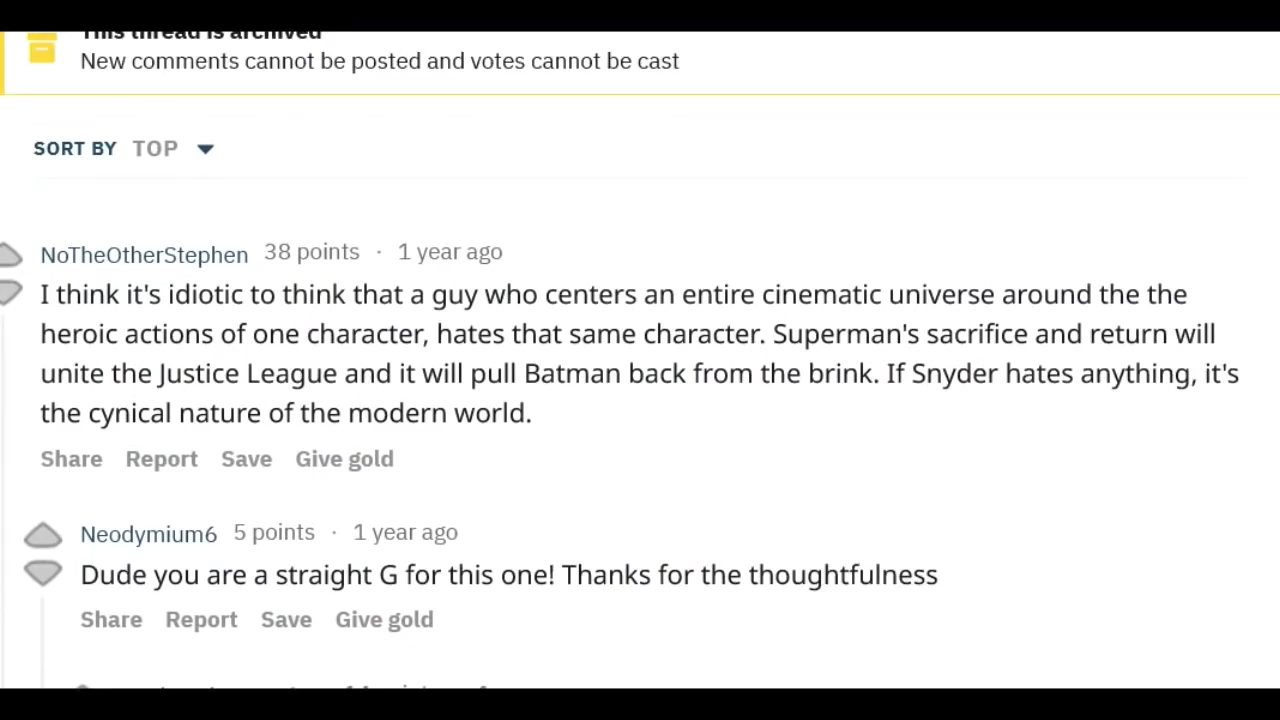 This thread is archived
New comments cannot be posted and votes cannot be cast
SORT BY TOP
NoTheOtherStephen 38 points · 1 year ago
I think it's idiotic to think that a guy who centers an entire cinematic universe around the the
heroic actions of one character, hates that same character. Superman's sacrifice and return will
unite the Justice League and it will pull Batman back from the brink. If Snyder hates anything, it's
the cynical nature of the modern world.
Share Report Save Give gold
Neodymium6 5 points · 1 year ago
Dude you are a straight G for this one! Thanks for the thoughtfulness
Share Report Save Give gold